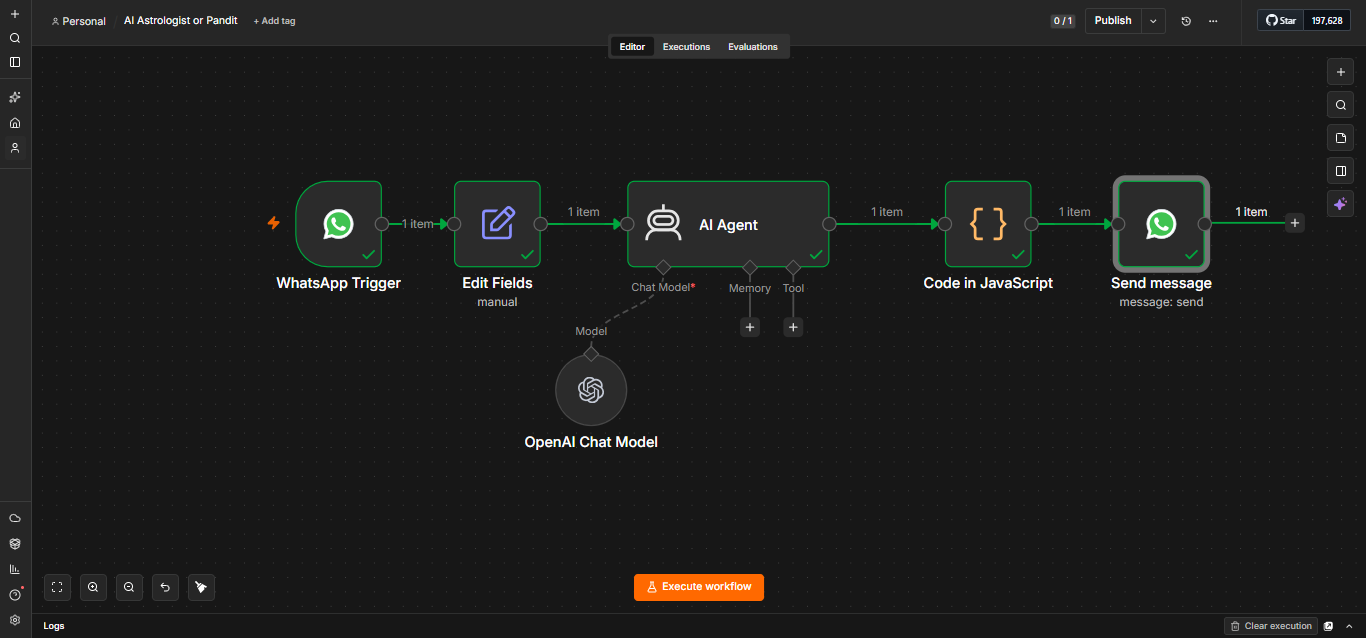 Personal / AI Astrologist or Pandit + Add tag
0 / 1 Publish Star 197,628
Editor Executions Evaluations
1 item 1 item 1 item 1 item 1 item
AI Agent
WhatsApp Trigger Edit Fields Code in JavaScript Send message
manual message: send
Chat Model* Memory Tool
Model
OpenAI Chat Model
Execute workflow
Logs Clear execution